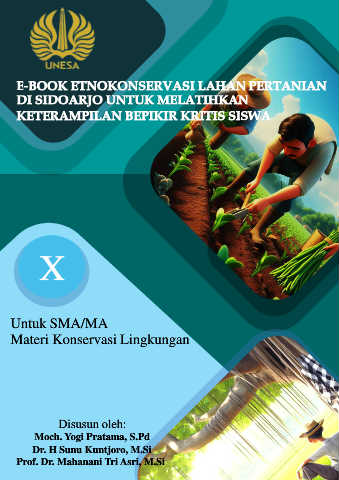 UNESA
E-BOOK ETNOKONSERVASI LAHAN PERTANIAN
DI SIDOARJO UNTUK MELATIHKAN
KETERAMPILAN BEPIKIR KRITIS SISWA
X
Untuk SMA/MA
Materi Konservasi Lingkungan
Disusun oleh:
Moch. Yogi Pratama, S.Pd
Dr. H Sunu Kuntjoro, M.Si
Prof. Dr. Mahanani Tri Asri, M.Si